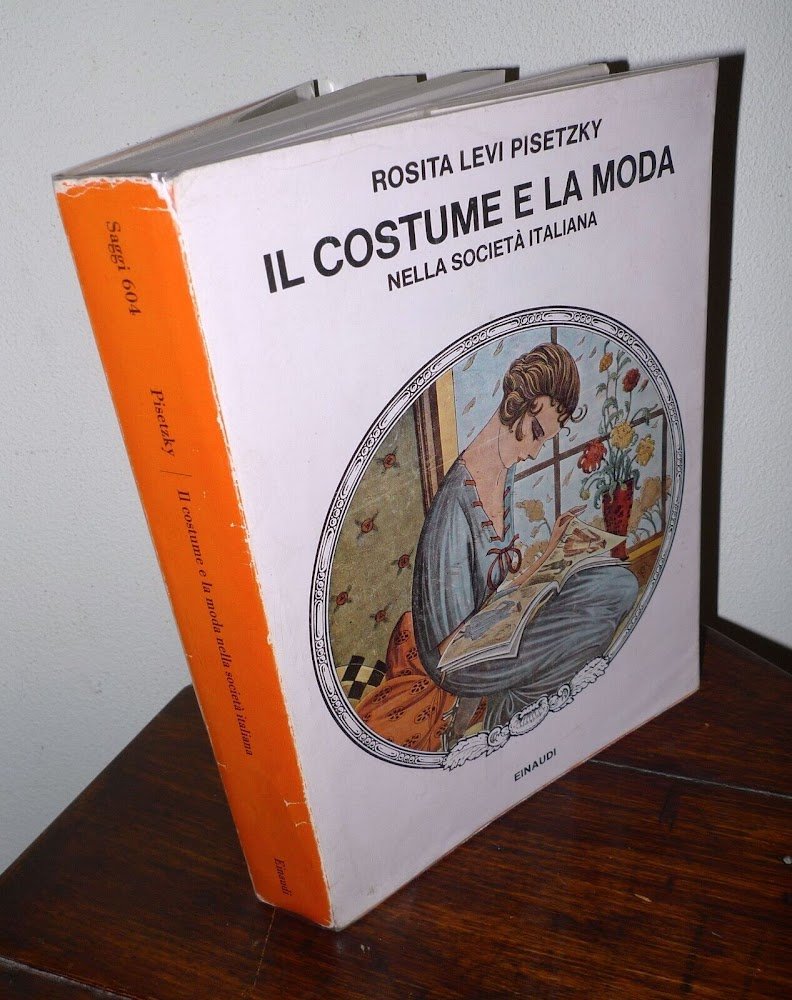 ROSITA LEVI PISETZKY
IL COSTUME E LA MODA
NELLA SOCIETÀ ITALIANA
EINAUDI
Saggi 604
Pisetzky | Il costume e la moda nella società italiana
Einaudi